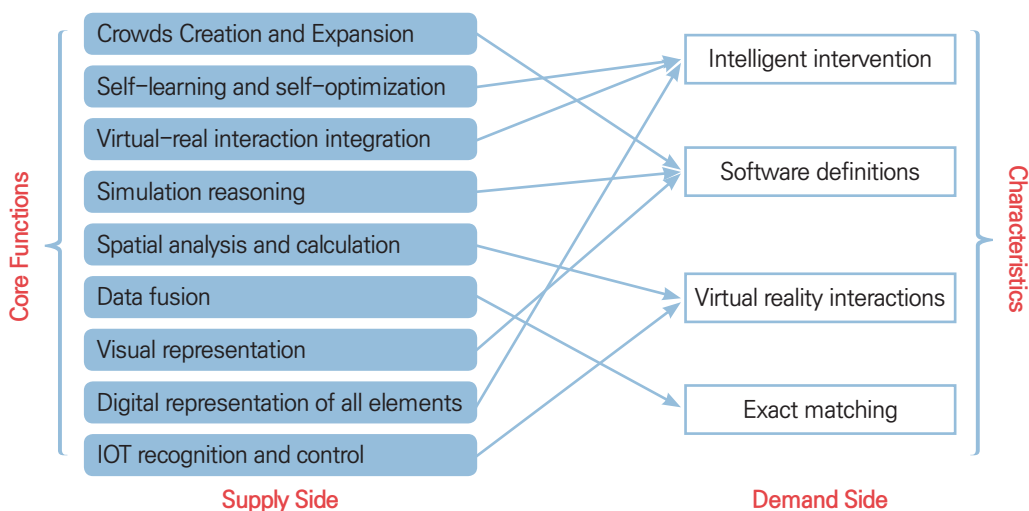 Core Functions
Crowds Creation and Expansion
Self-learning and self-optimization
Virtual-real interaction integration
Simulation reasoning
Spatial analysis and calculation
Data fusion
Visual representation
Digital representation of all elements
IOT recognition and control
Supply Side
Intelligent intervention
Software definitions
Virtual reality interactions
Exact matching
Demand Side
Characteristics